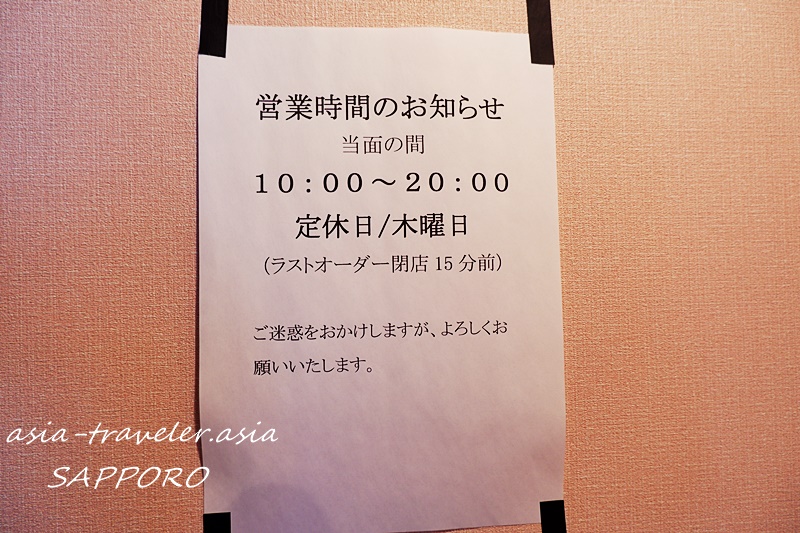 営業時間のお知らせ
当面の間
１０：００～２０：００
定休日/木曜日
(ラストオーダー閉店 15 分前)
ご迷惑をおかけしますが、よろしくお
願いいたします。
asia-traveler.asia
SAPPORO